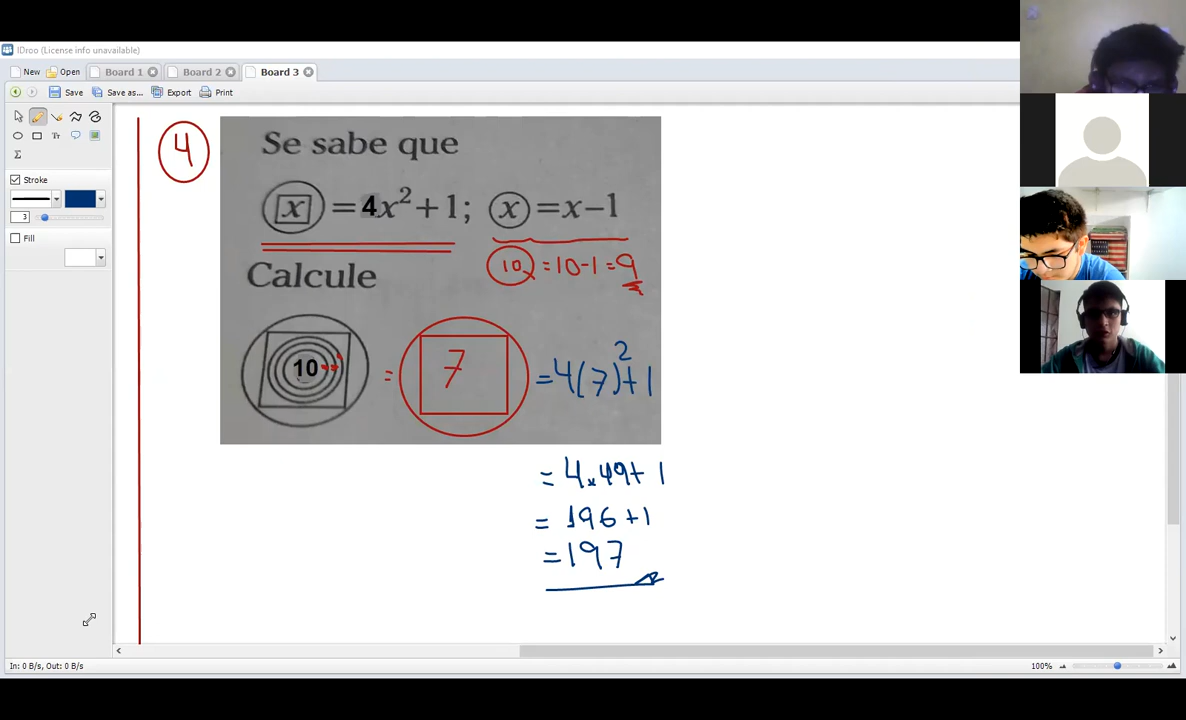 IDroo (License info unavailable)
New Open Board 1 Board 2 Board 3
Save Save as... Export Print
Tr
Σ
Stroke
3
Fill
4
Se sabe que
x = 4x² + 1; x = x-1
10 = 10-1 = 9
Calcule
10 = 7 = 4(7)² + 1
= 4 x 49 + 1
= 196 + 1
= 197
In: 0 B/s, Out: 0 B/s
100%